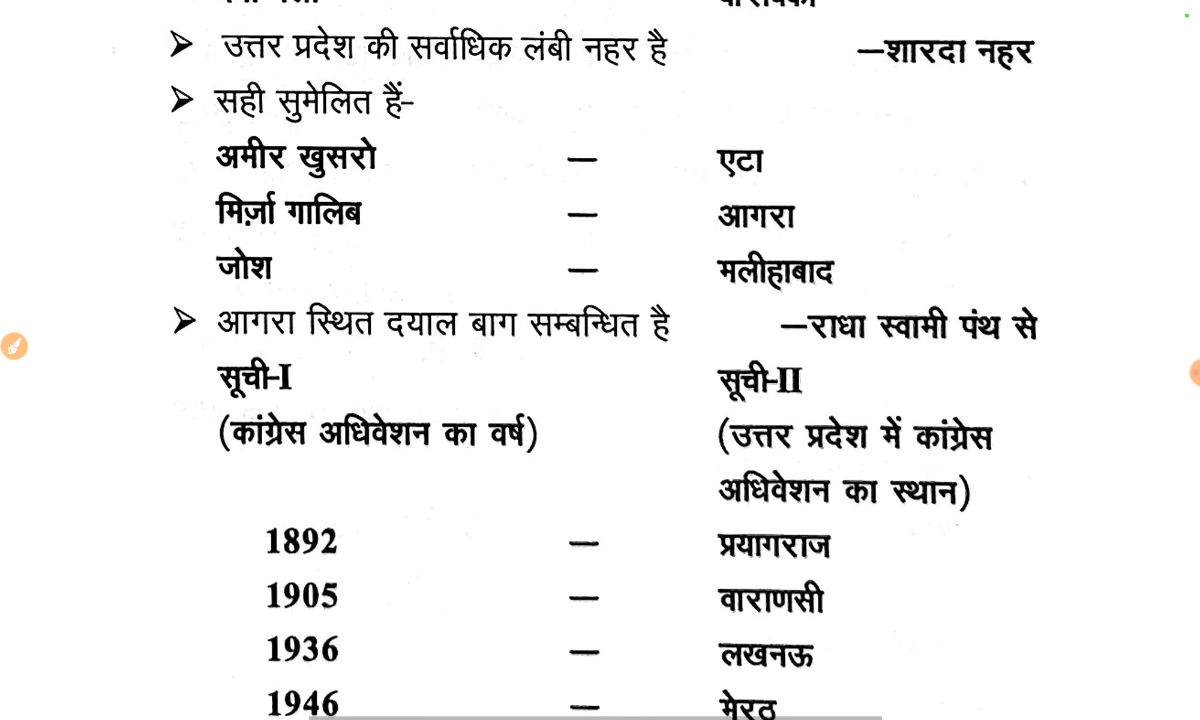 ➤ उत्तर प्रदेश की सर्वाधिक लंबी नहर है –शारदा नहर
➤ सही सुमेलित हैं-
अमीर खुसरो – एटा
मिर्ज़ा गालिब – आगरा
जोश – मलीहाबाद
➤ आगरा स्थित दयाल बाग सम्बन्धित है –राधा स्वामी पंथ से
सूची-I सूची-II
(कांग्रेस अधिवेशन का वर्ष) (उत्तर प्रदेश में कांग्रेस
अधिवेशन का स्थान)
1892 – प्रयागराज
1905 – वाराणसी
1936 – लखनऊ
1946 – मेरठ